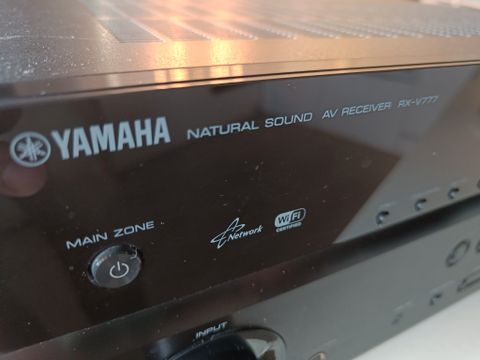 YAMAHA NATURAL SOUND AV RECEIVER RX-V777
MAIN ZONE
Network
Wi Fi
CERTIFIED
INPUT